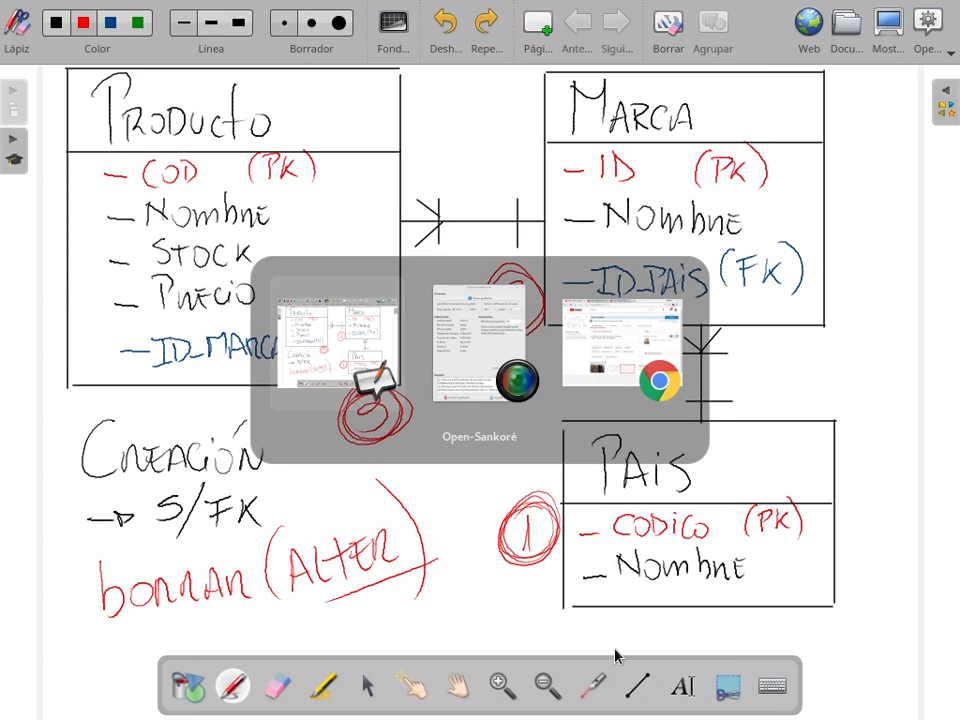 Lápiz
Color
Línea
Borrador
Fond...
Desh...
Repe...
Pági...
Ante...
Sigui...
Borrar
Agrupar
Web
Docu...
Most...
Ope...
PRODUCTO
- COD (PK)
- NOMBRE
- STOCK
- PRECIO
- ID_MARCA
MARCA
- ID (PK)
- NOMBRE
- ID_PAIS (FK)
Open-Sankoré
CREACIÓN
→ S/FK
borrar (ALTER)
1
PAIS
- CODIGO (PK)
- NOMBRE